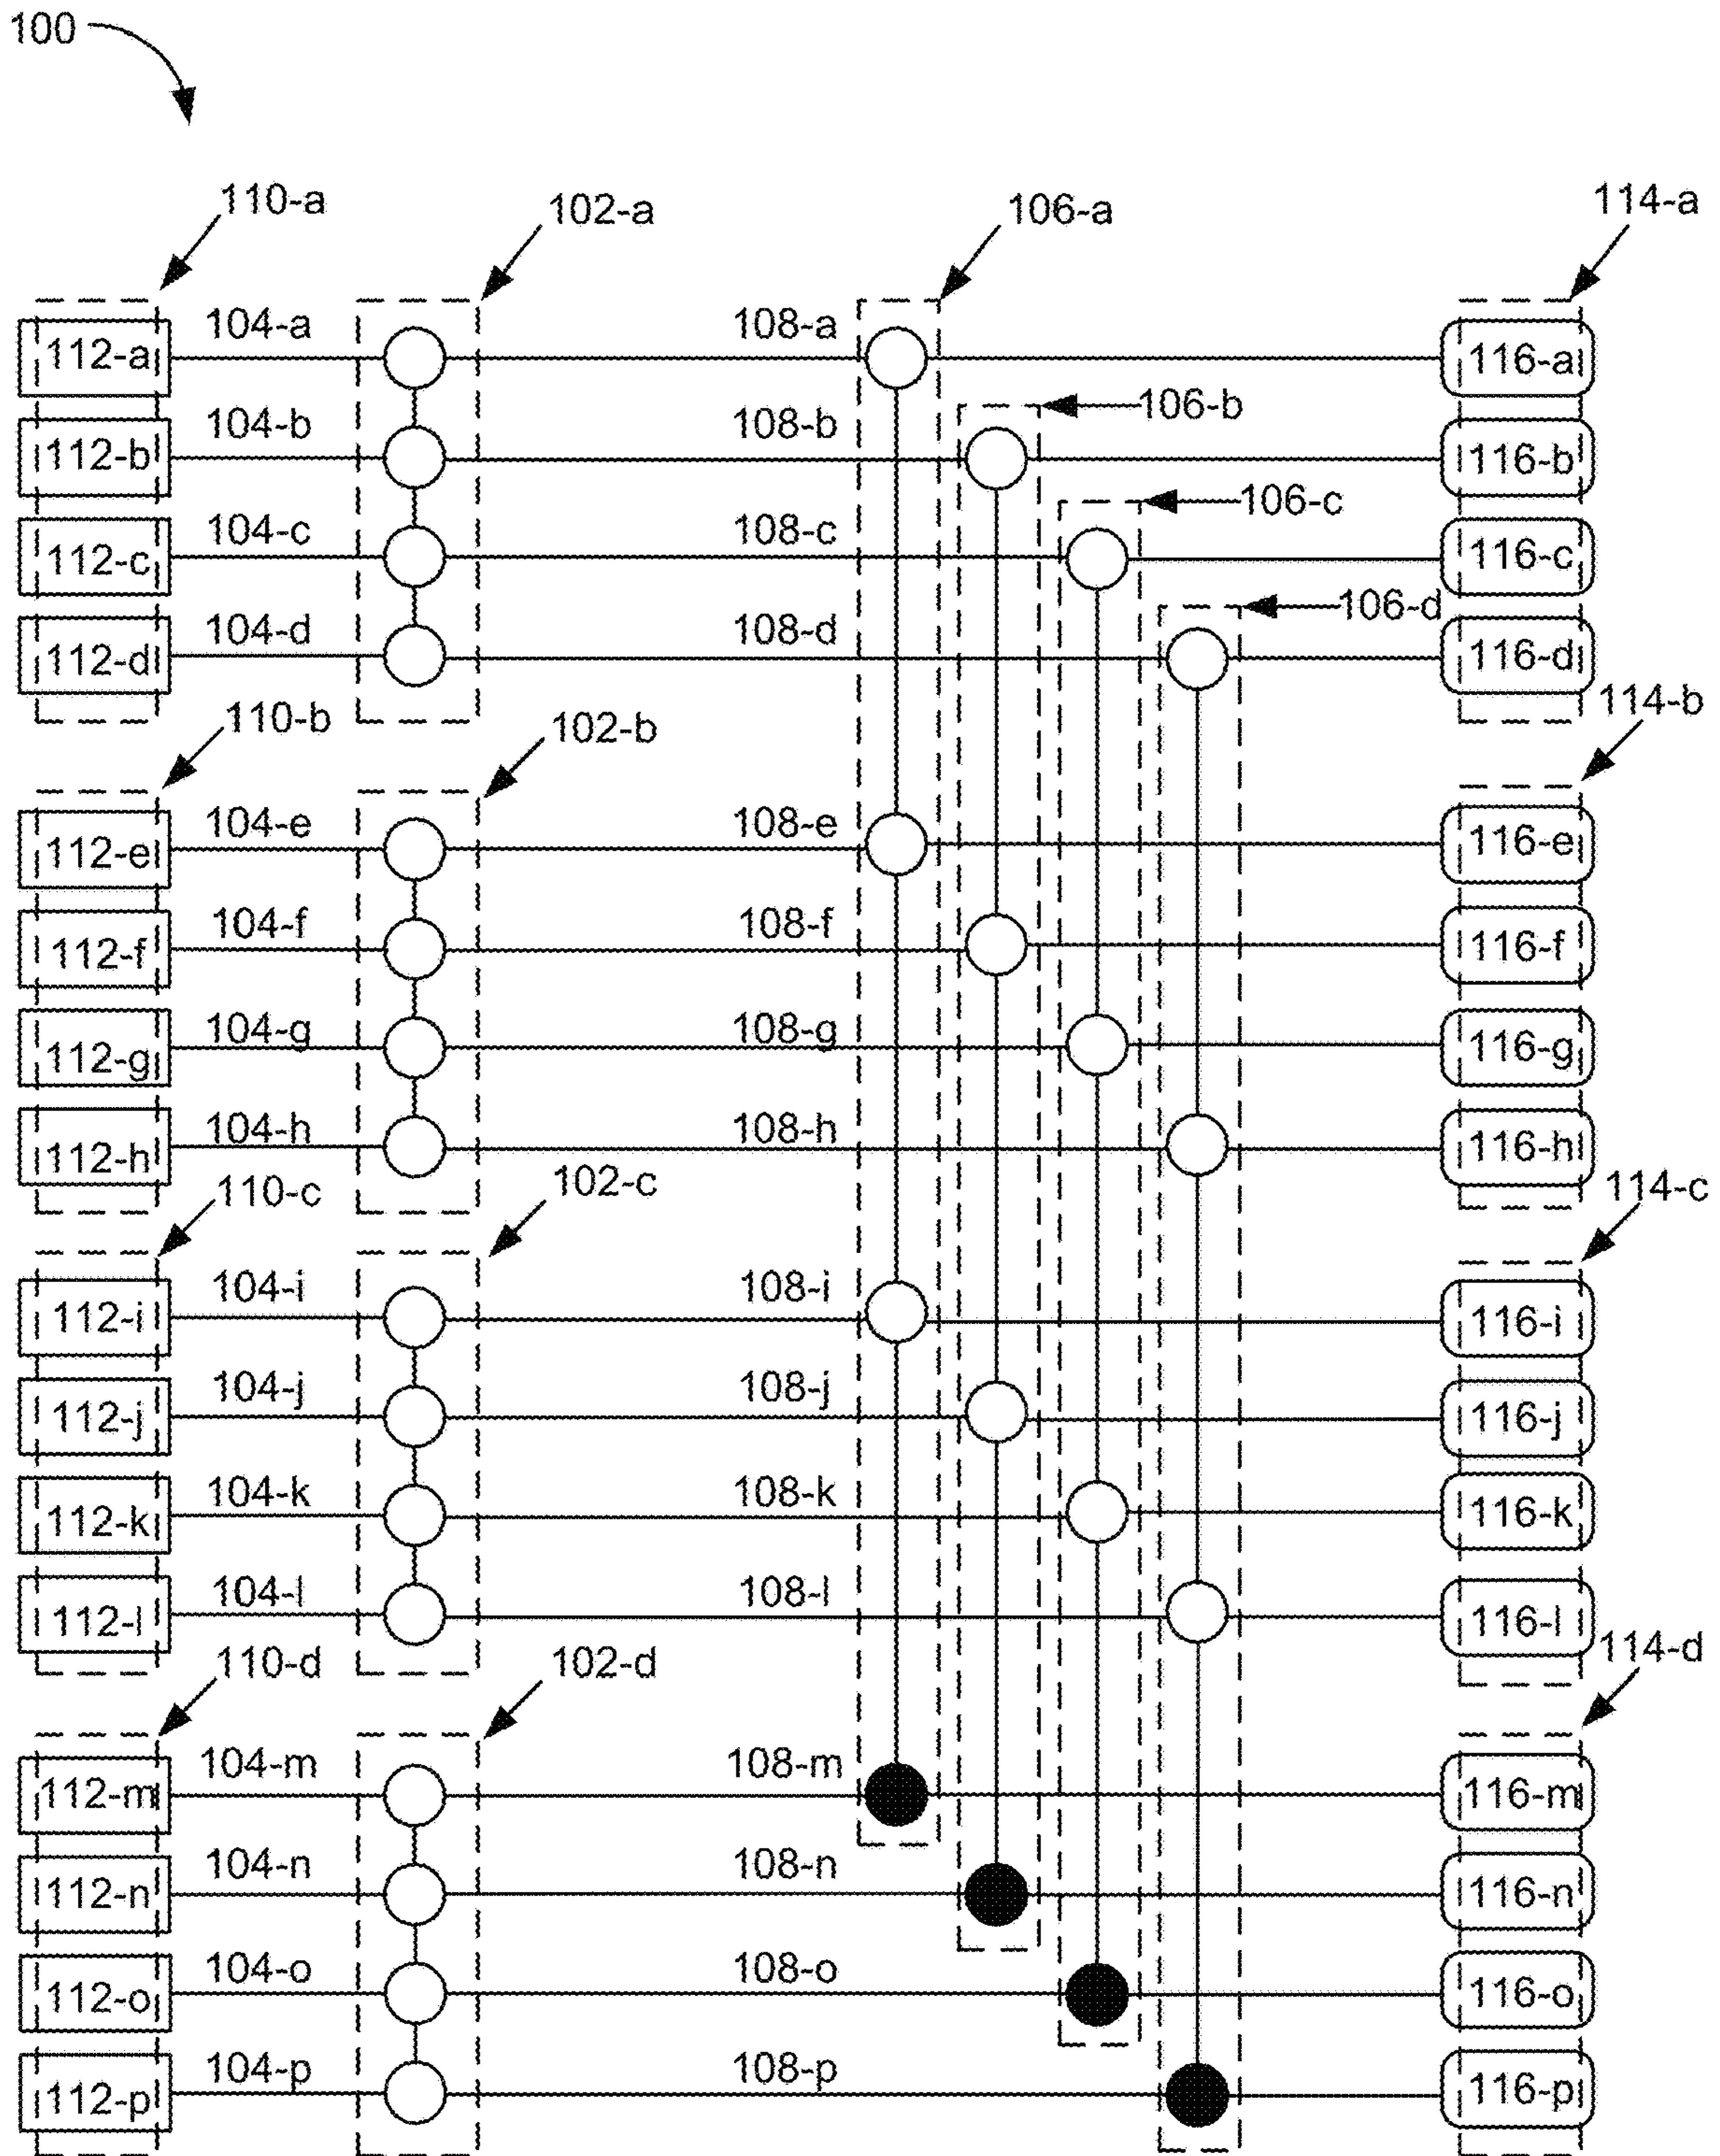 100
110-a 102-a 106-a 114-a
112-a 104-a 108-a 116-a
106-b
112-b 104-b 108-b 116-b
106-c
112-c 104-c 108-c 116-c
106-d
112-d 104-d 108-d 116-d
110-b 102-b 114-b
112-e 104-e 108-e 116-e
112-f 104-f 108-f 116-f
112-g 104-g 108-g 116-g
112-h 104-h 108-h 116-h
110-c 102-c 114-c
112-i 104-i 108-i 116-i
112-j 104-j 108-j 116-j
112-k 104-k 108-k 116-k
112-l 104-l 108-l 116-l
110-d 102-d 114-d
112-m 104-m 108-m 116-m
112-n 104-n 108-n 116-n
112-o 104-o 108-o 116-o
112-p 104-p 108-p 116-p